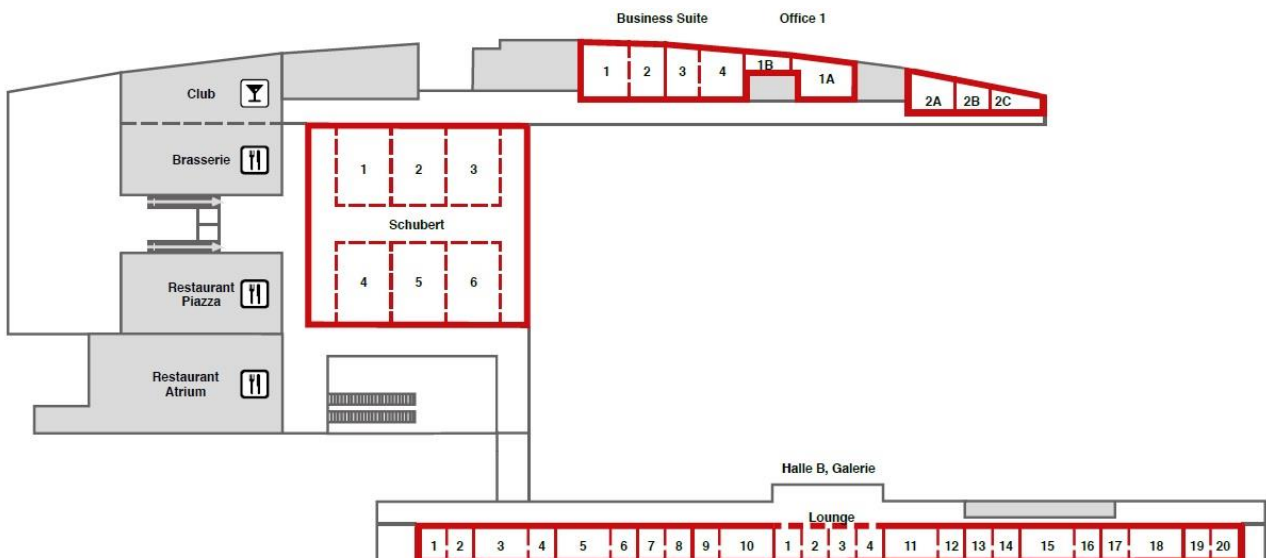 Business Suite Office 1
1 2 3 4 1B 1A
2A 2B 2C
Club
Brasserie
1 2 3
Schubert
4 5 6
Restaurant
Piazza
Restaurant
Atrium
Halle B, Galerie
Lounge
1 2 3 4 5 6 7 8 9 10 1 2 3 4 11 12 13 14 15 16 17 18 19 20